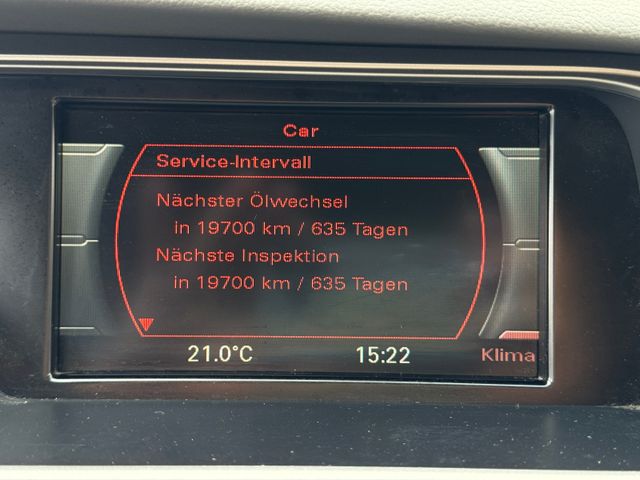 Car
Service-Intervall
Nächster Ölwechsel
in 19700 km / 635 Tagen
Nächste Inspektion
in 19700 km / 635 Tagen
21.0°C 15:22 Klima